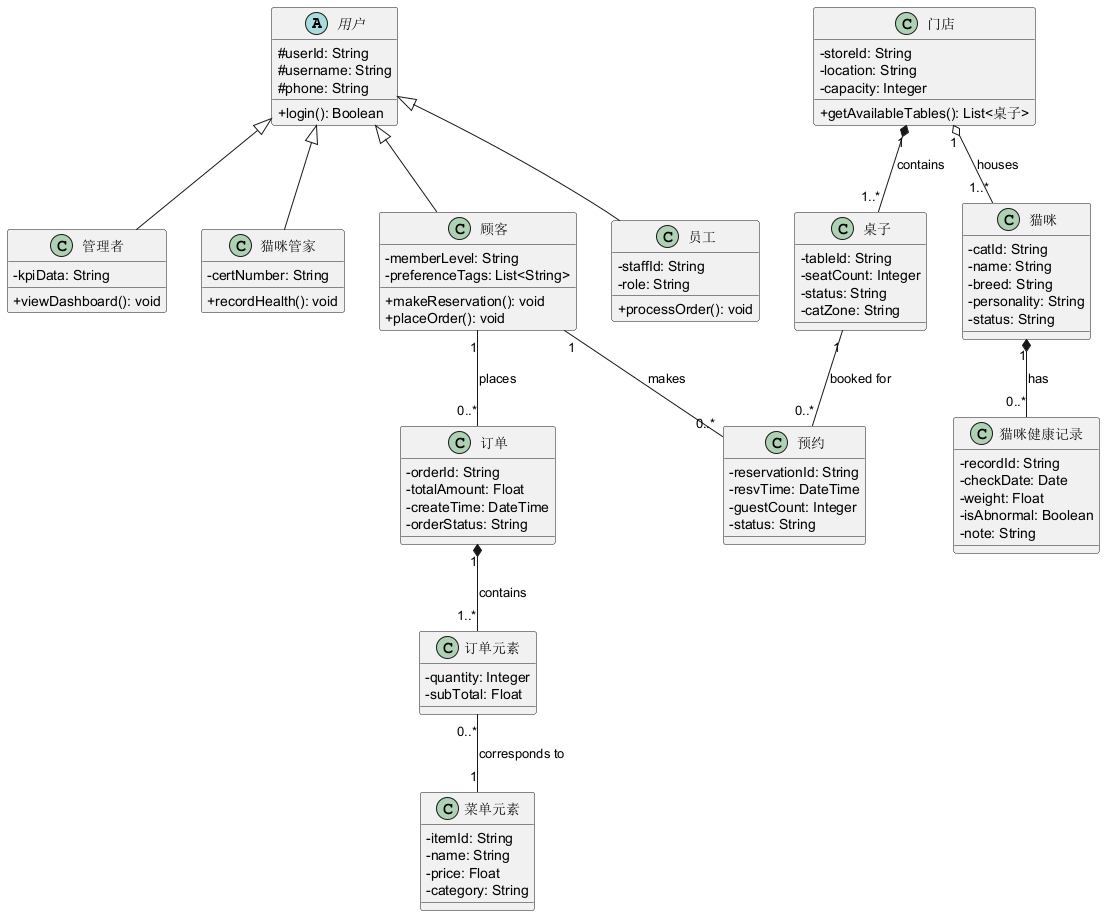 A 用户
#userId: String
#username: String
#phone: String
+login(): Boolean
C 门店
-storeId: String
-location: String
-capacity: Integer
+getAvailableTables(): List<桌子>
1
contains
1..*
1
houses
1..*
C 管理者
-kpiData: String
+viewDashboard(): void
C 猫咪管家
-certNumber: String
+recordHealth(): void
C 顾客
-memberLevel: String
-preferenceTags: List<String>
+makeReservation(): void
+placeOrder(): void
C 员工
-staffId: String
-role: String
+processOrder(): void
C 桌子
-tableId: String
-seatCount: Integer
-status: String
-catZone: String
C 猫咪
-catId: String
-name: String
-breed: String
-personality: String
-status: String
1
places
0..*
1
makes
0..*
1
booked for
0..*
1
has
0..*
C 订单
-orderId: String
-totalAmount: Float
-createTime: DateTime
-orderStatus: String
C 预约
-reservationId: String
-resvTime: DateTime
-guestCount: Integer
-status: String
C 猫咪健康记录
-recordId: String
-checkDate: Date
-weight: Float
-isAbnormal: Boolean
-note: String
1
contains
1..*
C 订单元素
-quantity: Integer
-subTotal: Float
0..*
corresponds to
1
C 菜单元素
-itemId: String
-name: String
-price: Float
-category: String